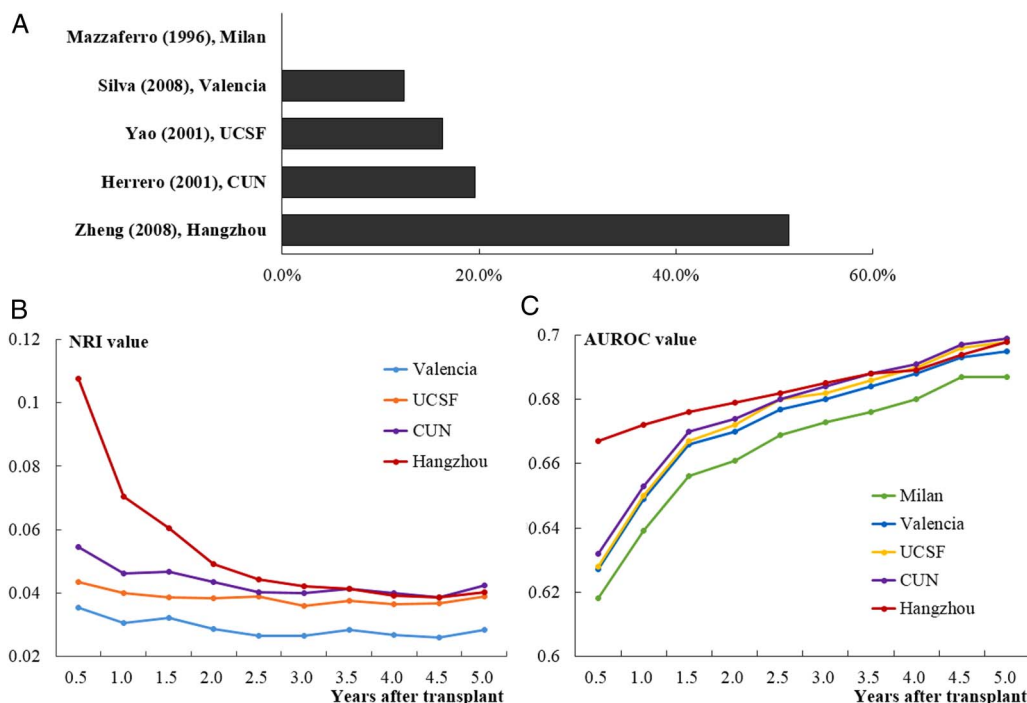 A
Mazzaferro (1996), Milan
Silva (2008), Valencia
Yao (2001), UCSF
Herrero (2001), CUN
Zheng (2008), Hangzhou
0.0% 20.0% 40.0% 60.0%
B
NRI value
0.12
0.1
0.08
0.06
0.04
0.02
Valencia
UCSF
CUN
Hangzhou
0.5 1.0 1.5 2.0 2.5 3.0 3.5 4.0 4.5 5.0
Years after transplant
C
AUROC value
0.7
0.68
0.66
0.64
0.62
0.6
Milan
Valencia
UCSF
CUN
Hangzhou
0.5 1.0 1.5 2.0 2.5 3.0 3.5 4.0 4.5 5.0
Years after transplant